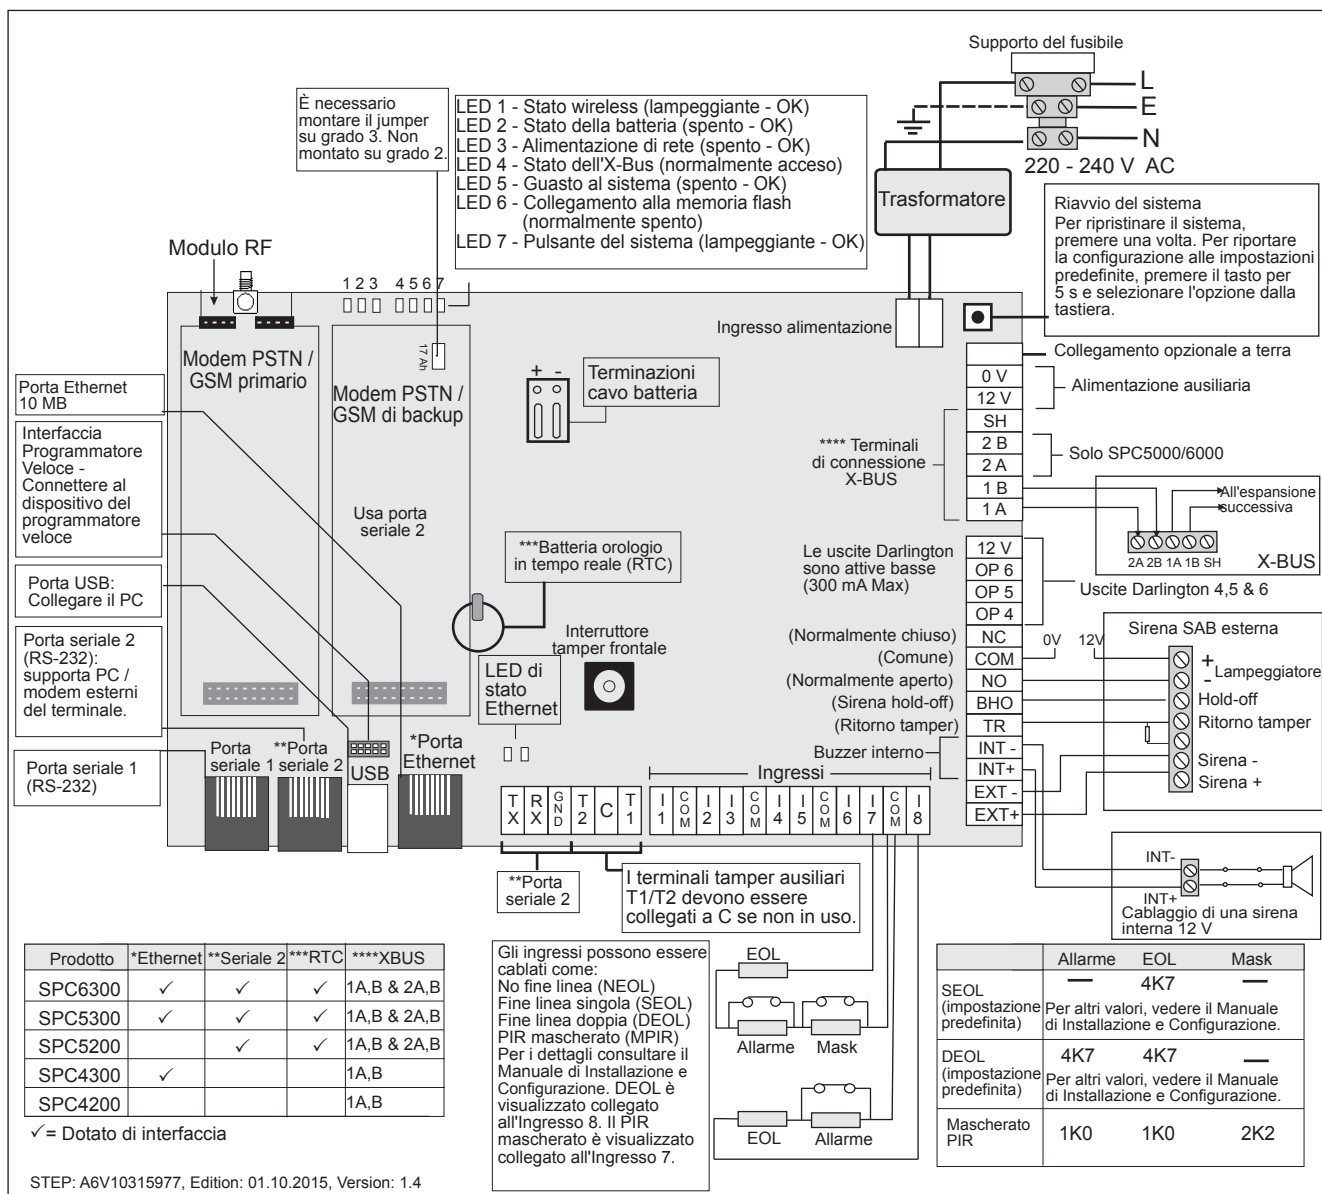 Supporto del fusibile
L
E
N
220 - 240 V AC
Trasformatore
È necessario
montare il jumper
su grado 3. Non
montato su grado 2.
LED 1 - Stato wireless (lampeggiante - OK)
LED 2 - Stato della batteria (spento - OK)
LED 3 - Alimentazione di rete (spento - OK)
LED 4 - Stato dell'X-Bus (normalmente acceso)
LED 5 - Guasto al sistema (spento - OK)
LED 6 - Collegamento alla memoria flash
(normalmente spento)
LED 7 - Pulsante del sistema (lampeggiante - OK)
Riavvio del sistema
Per ripristinare il sistema,
premere una volta. Per riportare
la configurazione alle impostazioni
predefinite, premere il tasto per
5 s e selezionare l'opzione dalla
tastiera.
Modulo RF
1 2 3 4 5 6 7
17 Ah
Ingresso alimentazione
Modem PSTN /
GSM primario
Modem PSTN /
GSM di backup
Usa porta
seriale 2
+ -
Terminazioni
cavo batteria
Porta Ethernet
10 MB
Interfaccia
Programmatore
Veloce -
Connettere al
dispositivo del
programmatore
veloce
Porta USB:
Collegare il PC
Porta seriale 2
(RS-232):
supporta PC /
modem esterni
del terminale.
Porta seriale 1
(RS-232)
***Batteria orologio
in tempo reale (RTC)
Interruttore
tamper frontale
LED di
stato
Ethernet
Porta
seriale 1
**Porta
seriale 2
USB
*Porta
Ethernet
Collegamento opzionale a terra
0 V
12 V
Alimentazione ausiliaria
SH
2 B
2 A
1 B
1 A
**** Terminali
di connessione
X-BUS
Solo SPC5000/6000
All'espansione
successiva
2A 2B 1A 1B SH
X-BUS
12 V
OP 6
OP 5
OP 4
Le uscite Darlington
sono attive basse
(300 mA Max)
Uscite Darlington 4,5 & 6
(Normalmente chiuso)
NC
(Comune)
COM
(Normalmente aperto)
NO
(Sirena hold-off)
BHO
(Ritorno tamper)
TR
Buzzer interno
INT -
INT+
EXT -
EXT+
0V 12V
Sirena SAB esterna
+
-
Lampeggiatore
Hold-off
Ritorno tamper
Sirena -
Sirena +
Ingressi
TX RX GND T2 C T1
I1 COM I2 I3 COM I4 I5 COM I6 I7 COM I8
**Porta
seriale 2
I terminali tamper ausiliari
T1/T2 devono essere
collegati a C se non in uso.
INT-
INT+
Cablaggio di una sirena
interna 12 V
Gli ingressi possono essere
cablati come:
No fine linea (NEOL)
Fine linea singola (SEOL)
Fine linea doppia (DEOL)
PIR mascherato (MPIR)
Per i dettagli consultare il
Manuale di Installazione e
Configurazione. DEOL è
visualizzato collegato
all'Ingresso 8. Il PIR
mascherato è visualizzato
collegato all'Ingresso 7.
EOL
Allarme Mask
EOL Allarme
Prodotto *Ethernet **Seriale 2 ***RTC ****XBUS
SPC6300 ✓ ✓ ✓ 1A,B & 2A,B
SPC5300 ✓ ✓ ✓ 1A,B & 2A,B
SPC5200 ✓ ✓ 1A,B & 2A,B
SPC4300 ✓ 1A,B
SPC4200 1A,B
✓= Dotato di interfaccia
Allarme EOL Mask
SEOL
(impostazione
predefinita)
— 4K7 —
Per altri valori, vedere il Manuale
di Installazione e Configurazione.
DEOL
(impostazione
predefinita)
4K7 4K7 —
Per altri valori, vedere il Manuale
di Installazione e Configurazione.
Mascherato
PIR
1K0 1K0 2K2
STEP: A6V10315977, Edition: 01.10.2015, Version: 1.4